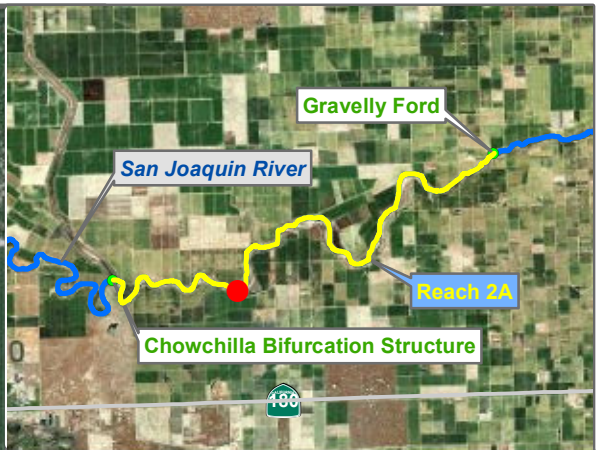 Gravelly Ford
San Joaquin River
Reach 2A
Chowchilla Bifurcation Structure
180